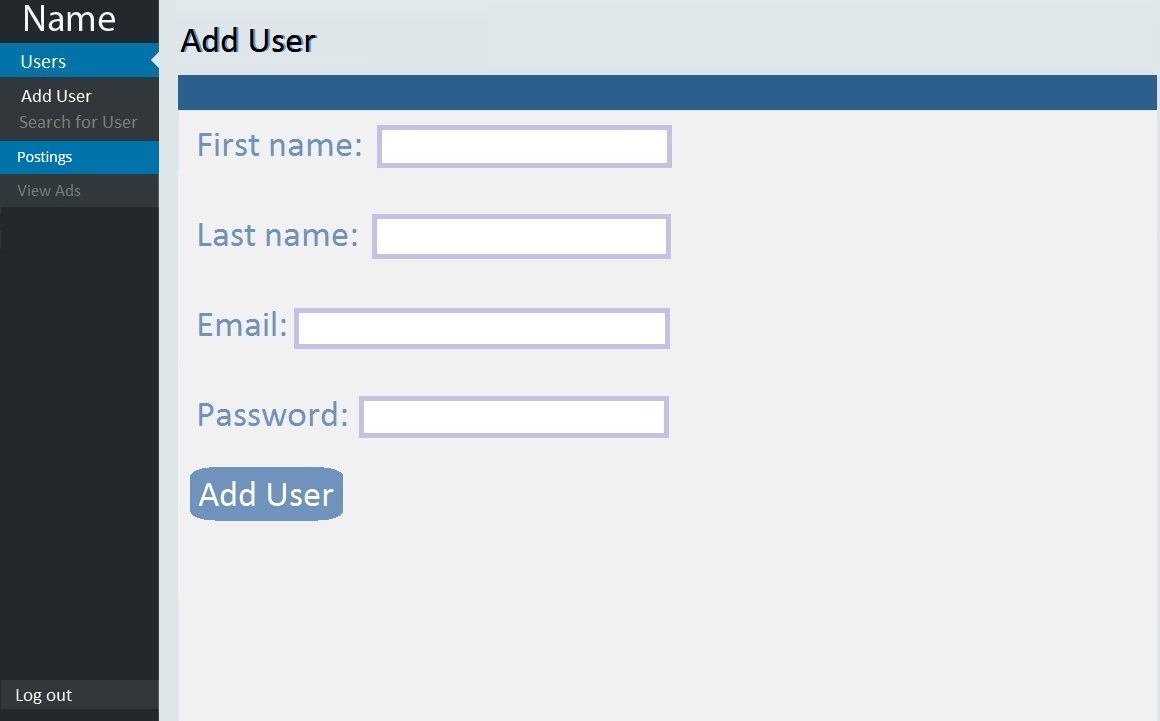 Name
Users
Add User
Search for User
Postings
View Ads
Log out
Add User
First name:
Last name:
Email:
Password:
Add User